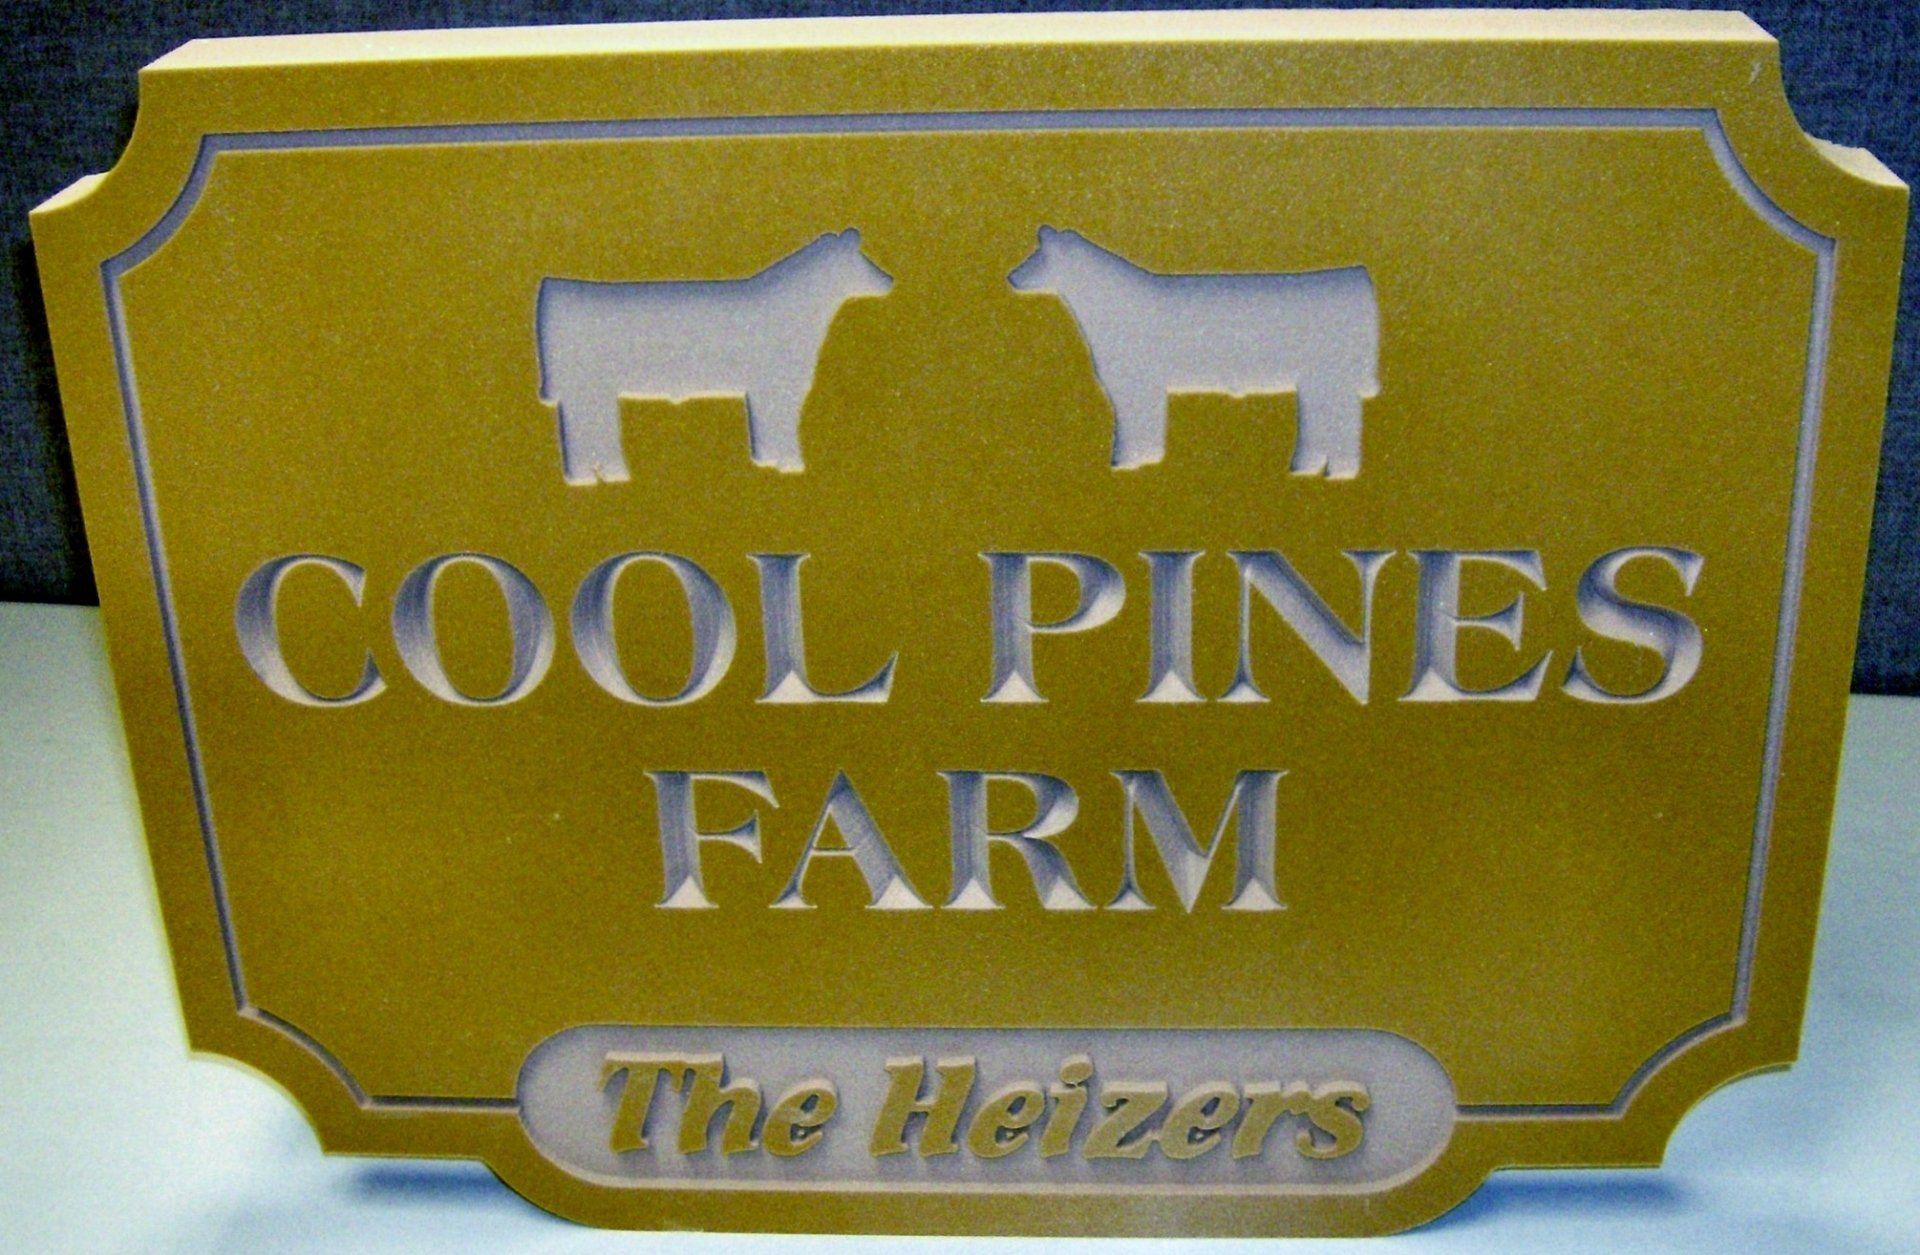 COOL PINES
FARM
The Heizers